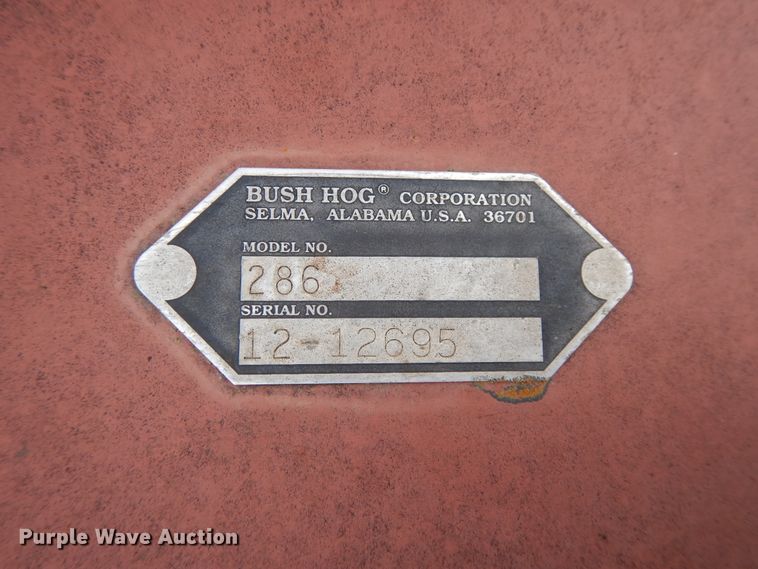 BUSH HOG® CORPORATION
SELMA, ALABAMA U.S.A. 36701
MODEL NO.
286
SERIAL NO.
12-12695
Purple Wave Auction